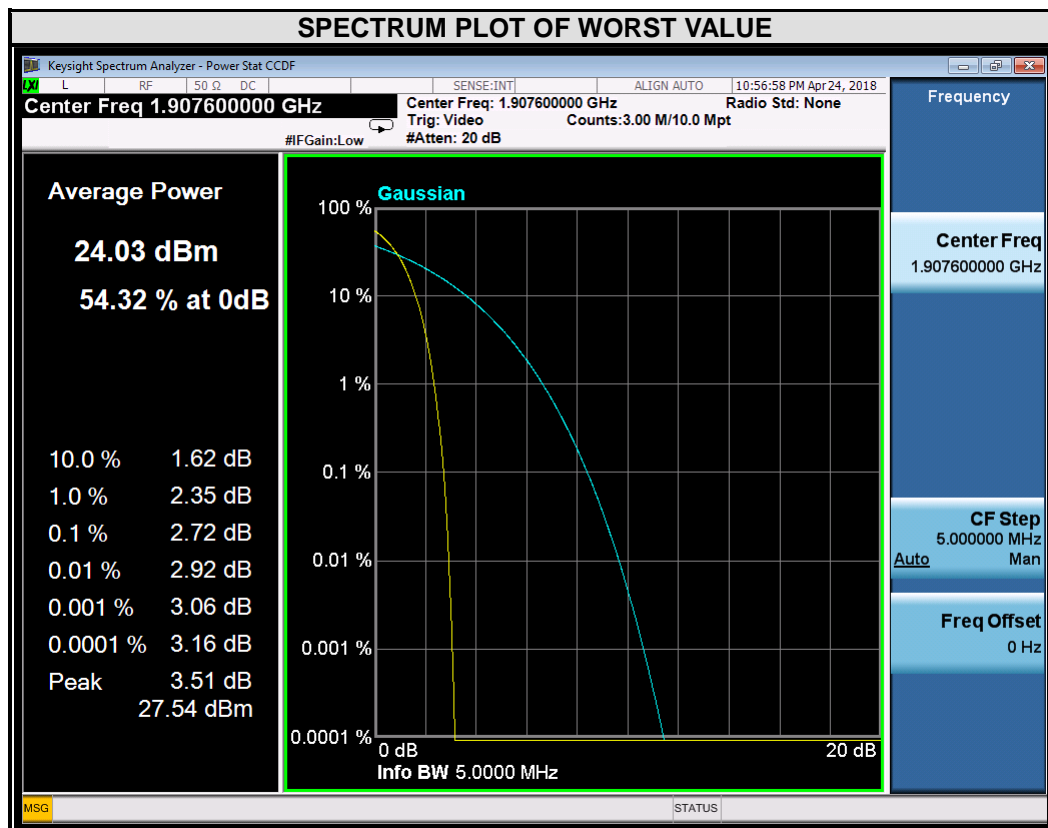 SPECTRUM PLOT OF WORST VALUE
Keysight Spectrum Analyzer - Power Stat CCDF
LXI L RF 50 Ω DC SENSE:INT ALIGN AUTO 10:56:58 PM Apr 24, 2018
Center Freq 1.907600000 GHz
#IFGain:Low
Center Freq: 1.907600000 GHz Radio Std: None
Trig: Video Counts:3.00 M/10.0 Mpt
#Atten: 20 dB
Average Power
24.03 dBm
54.32 % at 0dB
10.0 % 1.62 dB
1.0 % 2.35 dB
0.1 % 2.72 dB
0.01 % 2.92 dB
0.001 % 3.06 dB
0.0001 % 3.16 dB
Peak 3.51 dB
27.54 dBm
Gaussian
100 %
10 %
1 %
0.1 %
0.01 %
0.001 %
0.0001 %
0 dB 20 dB
Info BW 5.0000 MHz
Frequency
Center Freq
1.907600000 GHz
CF Step
5.000000 MHz
Auto Man
Freq Offset
0 Hz
MSG STATUS